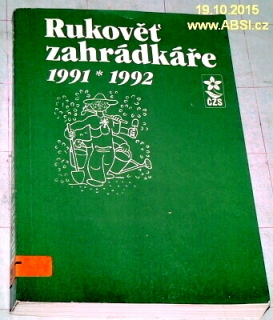 19.10.2015
www.ABSI.cz
Rukověť
zahrádkáře
1991 * 1992
ČZS